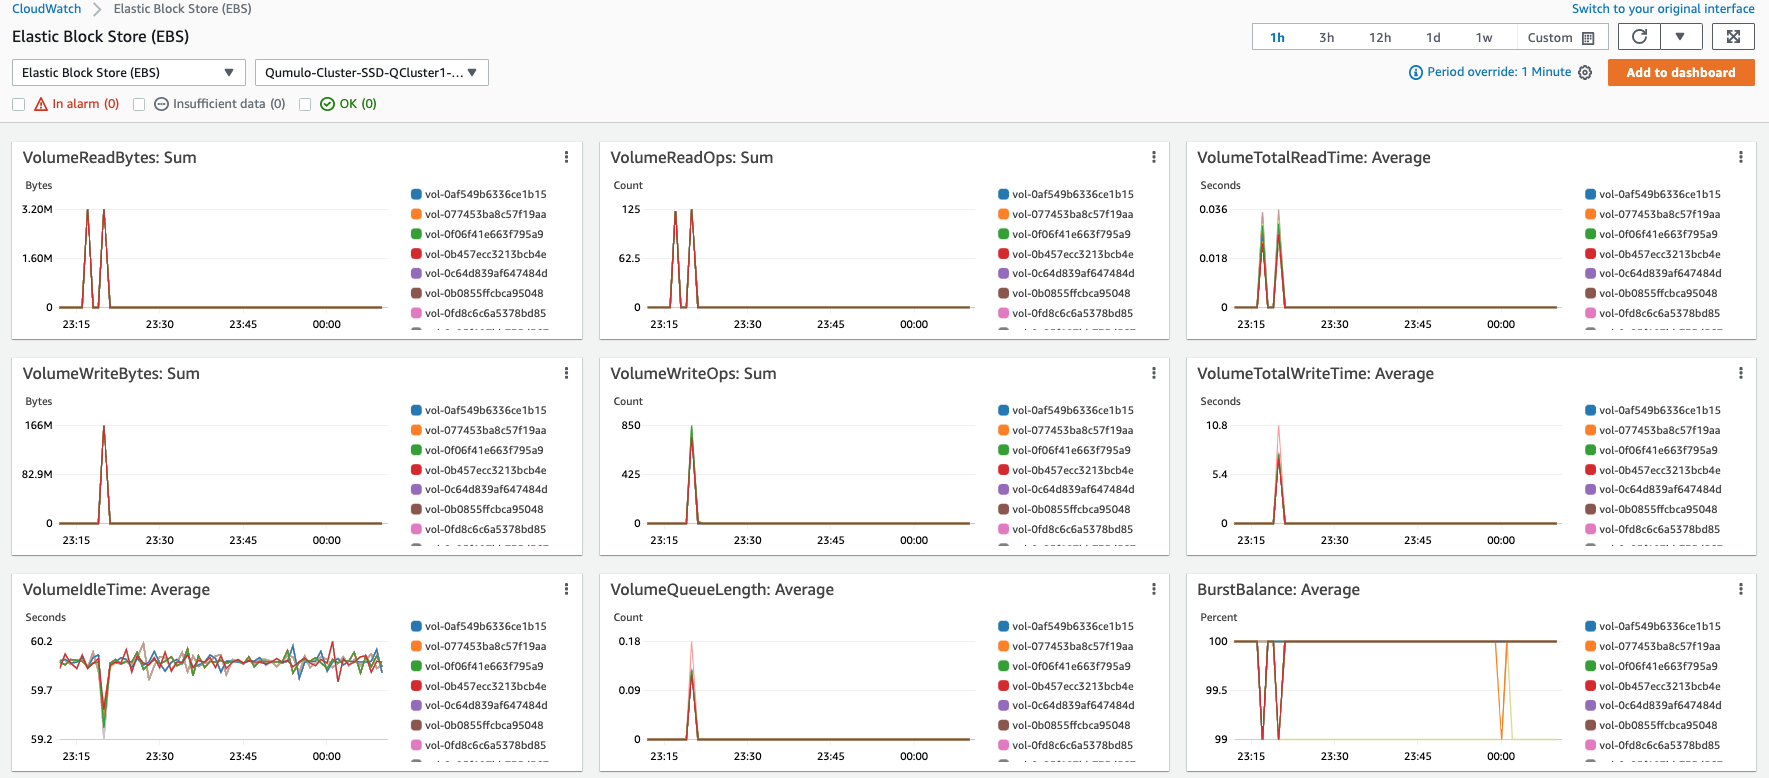 CloudWatch > Elastic Block Store (EBS)
Switch to your original interface
Elastic Block Store (EBS)
1h 3h 12h 1d 1w Custom
Elastic Block Store (EBS) Qumulo-Cluster-SSD-QCluster1-...
Period override: 1 Minute Add to dashboard
In alarm (0) Insufficient data (0) OK (0)
VolumeReadBytes: Sum
Bytes
3.20M
1.60M
0
23:15 23:30 23:45 00:00
vol-0af549b6336ce1b15
vol-077453ba8c57f19aa
vol-0f06f41e663f795a9
vol-0b457ecc3213bcb4e
vol-0c64d839af647484d
vol-0b0855ffcbca95048
vol-0fd8c6c6a5378bd85
VolumeReadOps: Sum
Count
125
62.5
0
23:15 23:30 23:45 00:00
vol-0af549b6336ce1b15
vol-077453ba8c57f19aa
vol-0f06f41e663f795a9
vol-0b457ecc3213bcb4e
vol-0c64d839af647484d
vol-0b0855ffcbca95048
vol-0fd8c6c6a5378bd85
VolumeTotalReadTime: Average
Seconds
0.036
0.018
0
23:15 23:30 23:45 00:00
vol-0af549b6336ce1b15
vol-077453ba8c57f19aa
vol-0f06f41e663f795a9
vol-0b457ecc3213bcb4e
vol-0c64d839af647484d
vol-0b0855ffcbca95048
vol-0fd8c6c6a5378bd85
VolumeWriteBytes: Sum
Bytes
166M
82.9M
0
23:15 23:30 23:45 00:00
vol-0af549b6336ce1b15
vol-077453ba8c57f19aa
vol-0f06f41e663f795a9
vol-0b457ecc3213bcb4e
vol-0c64d839af647484d
vol-0b0855ffcbca95048
vol-0fd8c6c6a5378bd85
VolumeWriteOps: Sum
Count
850
425
0
23:15 23:30 23:45 00:00
vol-0af549b6336ce1b15
vol-077453ba8c57f19aa
vol-0f06f41e663f795a9
vol-0b457ecc3213bcb4e
vol-0c64d839af647484d
vol-0b0855ffcbca95048
vol-0fd8c6c6a5378bd85
VolumeTotalWriteTime: Average
Seconds
10.8
5.4
0
23:15 23:30 23:45 00:00
vol-0af549b6336ce1b15
vol-077453ba8c57f19aa
vol-0f06f41e663f795a9
vol-0b457ecc3213bcb4e
vol-0c64d839af647484d
vol-0b0855ffcbca95048
vol-0fd8c6c6a5378bd85
VolumeIdleTime: Average
Seconds
60.2
59.7
59.2
23:15 23:30 23:45 00:00
vol-0af549b6336ce1b15
vol-077453ba8c57f19aa
vol-0f06f41e663f795a9
vol-0b457ecc3213bcb4e
vol-0c64d839af647484d
vol-0b0855ffcbca95048
vol-0fd8c6c6a5378bd85
VolumeQueueLength: Average
Count
0.18
0.09
0
23:15 23:30 23:45 00:00
vol-0af549b6336ce1b15
vol-077453ba8c57f19aa
vol-0f06f41e663f795a9
vol-0b457ecc3213bcb4e
vol-0c64d839af647484d
vol-0b0855ffcbca95048
vol-0fd8c6c6a5378bd85
BurstBalance: Average
Percent
100
99.5
99
23:15 23:30 23:45 00:00
vol-0af549b6336ce1b15
vol-077453ba8c57f19aa
vol-0f06f41e663f795a9
vol-0b457ecc3213bcb4e
vol-0c64d839af647484d
vol-0b0855ffcbca95048
vol-0fd8c6c6a5378bd85